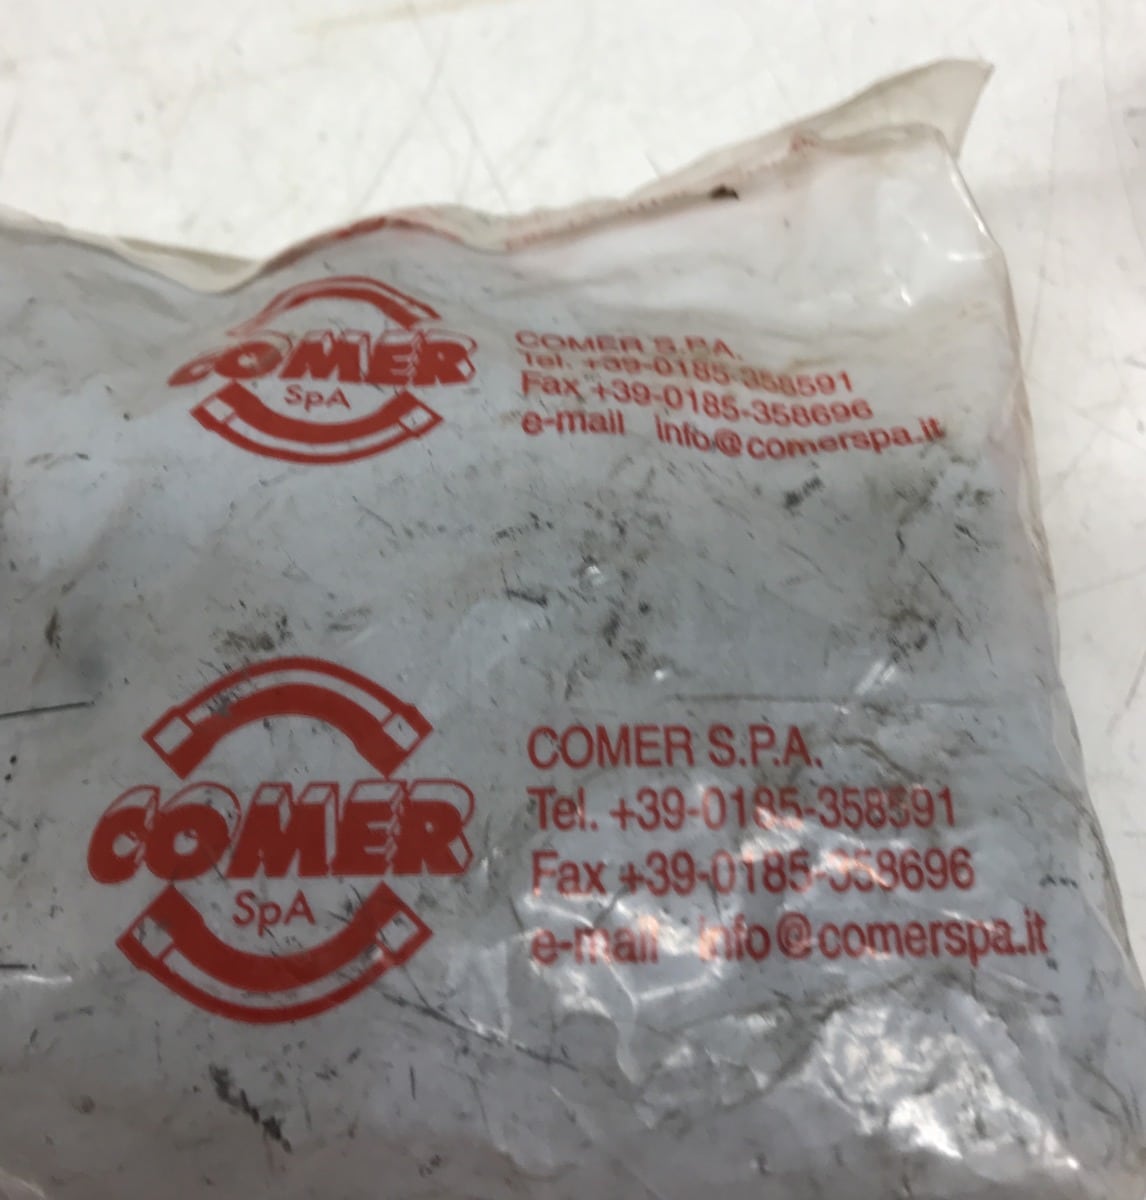 COMER
SpA
COMER S.P.A.
Tel. +39-0185-358591
Fax +39-0185-358696
e-mail info@comerspa.it
COMER
SpA
COMER S.P.A.
Tel. +39-0185-358591
Fax +39-0185-358696
e-mail info@comerspa.it